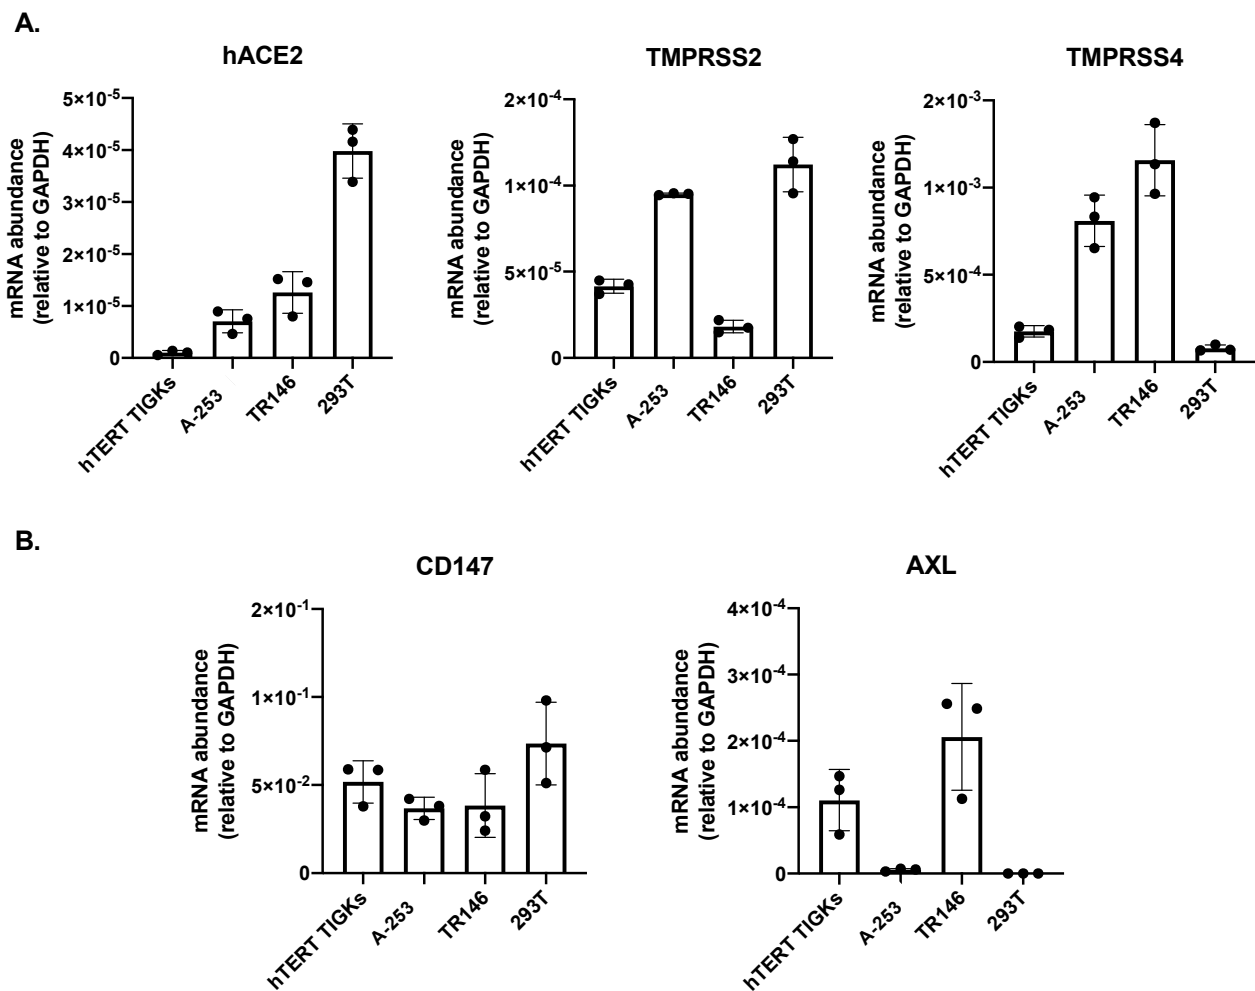 A.
hACE2
mRNA abundance
(relative to GAPDH)
5×10⁻⁵
4×10⁻⁵
3×10⁻⁵
2×10⁻⁵
1×10⁻⁵
0
hTERT TIGKs
A-253
TR146
293T
TMPRSS2
mRNA abundance
(relative to GAPDH)
2×10⁻⁴
1×10⁻⁴
5×10⁻⁵
0
hTERT TIGKs
A-253
TR146
293T
TMPRSS4
mRNA abundance
(relative to GAPDH)
2×10⁻³
1×10⁻³
5×10⁻⁴
0
hTERT TIGKs
A-253
TR146
293T
B.
CD147
mRNA abundance
(relative to GAPDH)
2×10⁻¹
1×10⁻¹
5×10⁻²
0
hTERT TIGKs
A-253
TR146
293T
AXL
mRNA abundance
(relative to GAPDH)
4×10⁻⁴
3×10⁻⁴
2×10⁻⁴
1×10⁻⁴
0
hTERT TIGKs
A-253
TR146
293T